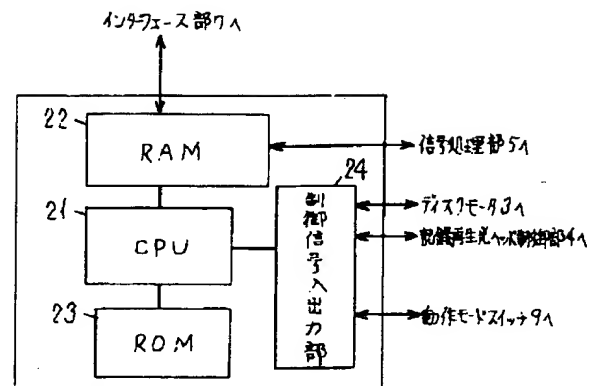 インターフェース部7へ
22
RAM
信号処理部5へ
24
21
制御信号入出力部
ディスクモータ3へ
CPU
記録再生光ヘッド制御部4へ
23
動作モードスイッチ9へ
ROM